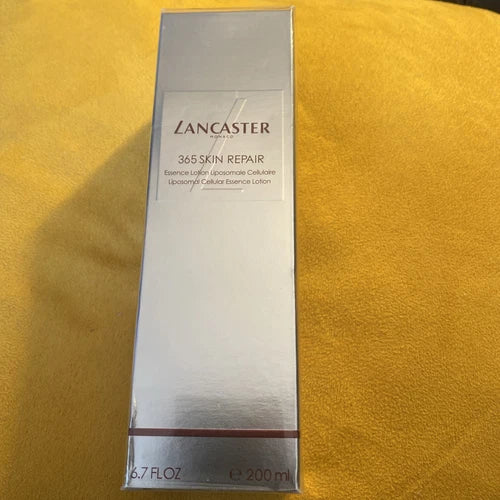 LANCASTER
MONACO
365 SKIN REPAIR
Essence Lotion Liposomale Cellulaire
Liposomal Cellular Essence Lotion
6.7 FL OZ ℮ 200 ml